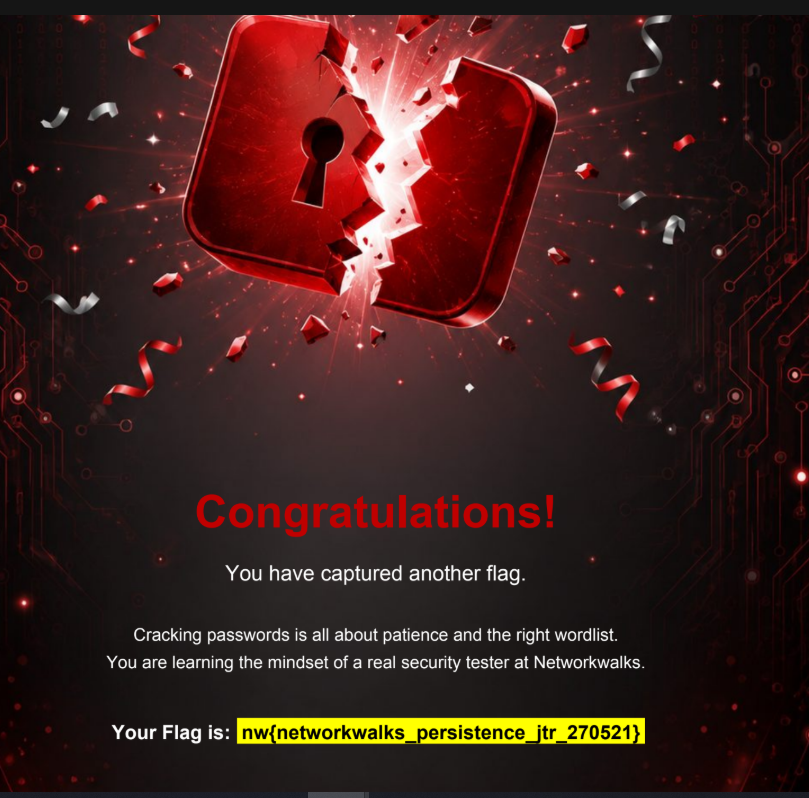 Congratulations!
You have captured another flag.
Cracking passwords is all about patience and the right wordlist.
You are learning the mindset of a real security tester at Networkwalks.
Your Flag is: nw{networkwalks_persistence_jtr_270521}